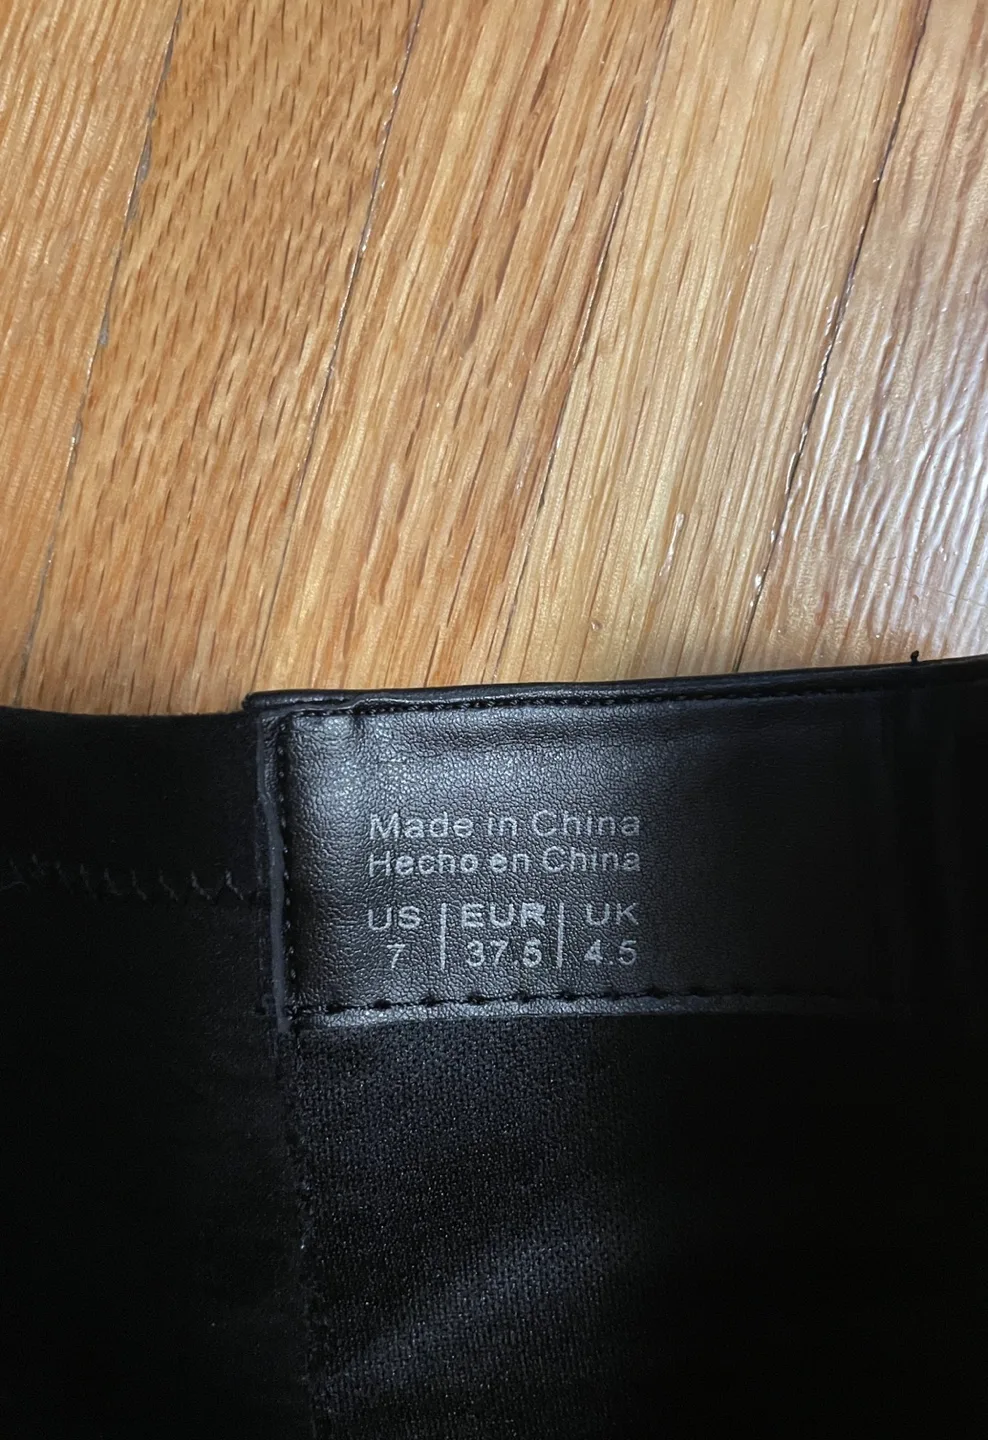 Made in China
Hecho en China
US | EUR | UK
7 | 37.5 | 4.5